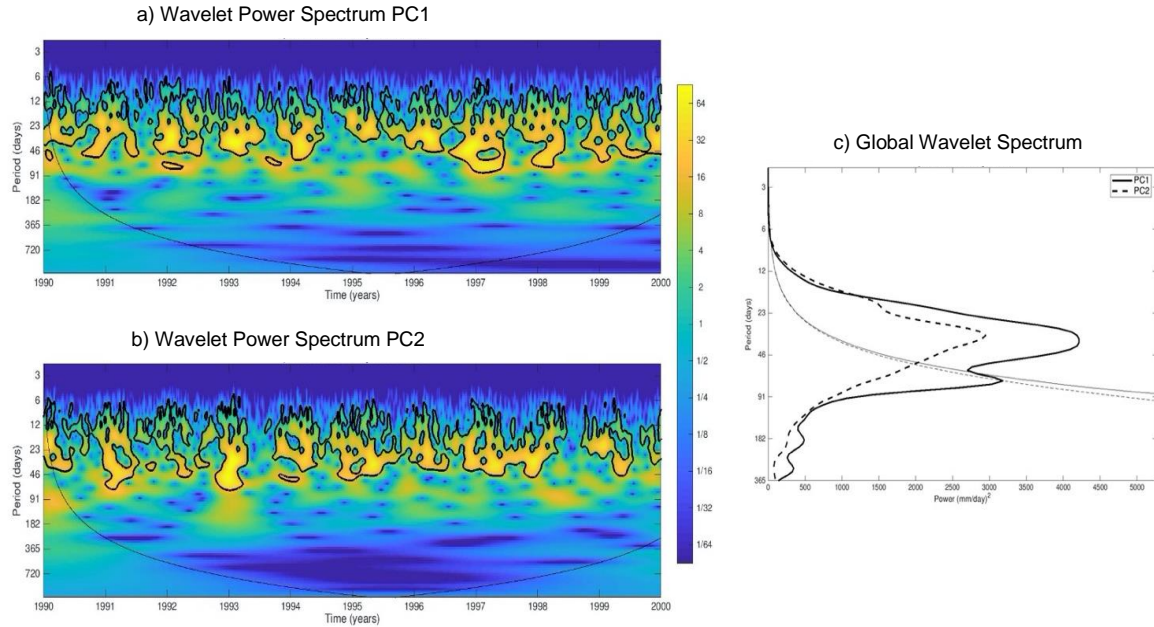 a) Wavelet Power Spectrum PC1
3
6
12
23
46
91
182
365
720
Period (days)
1990 1991 1992 1993 1994 1995 1996 1997 1998 1999 2000
Time (years)
b) Wavelet Power Spectrum PC2
3
6
12
23
46
91
182
365
720
Period (days)
1990 1991 1992 1993 1994 1995 1996 1997 1998 1999 2000
Time (years)
64
32
16
8
4
2
1
1/2
1/4
1/8
1/16
1/32
1/64
c) Global Wavelet Spectrum
PC1
PC2
3
6
12
23
46
91
182
365
Period (days)
0 500 1000 1500 2000 2500 3000 3500 4000 4500 5000
Power (mm/day)²